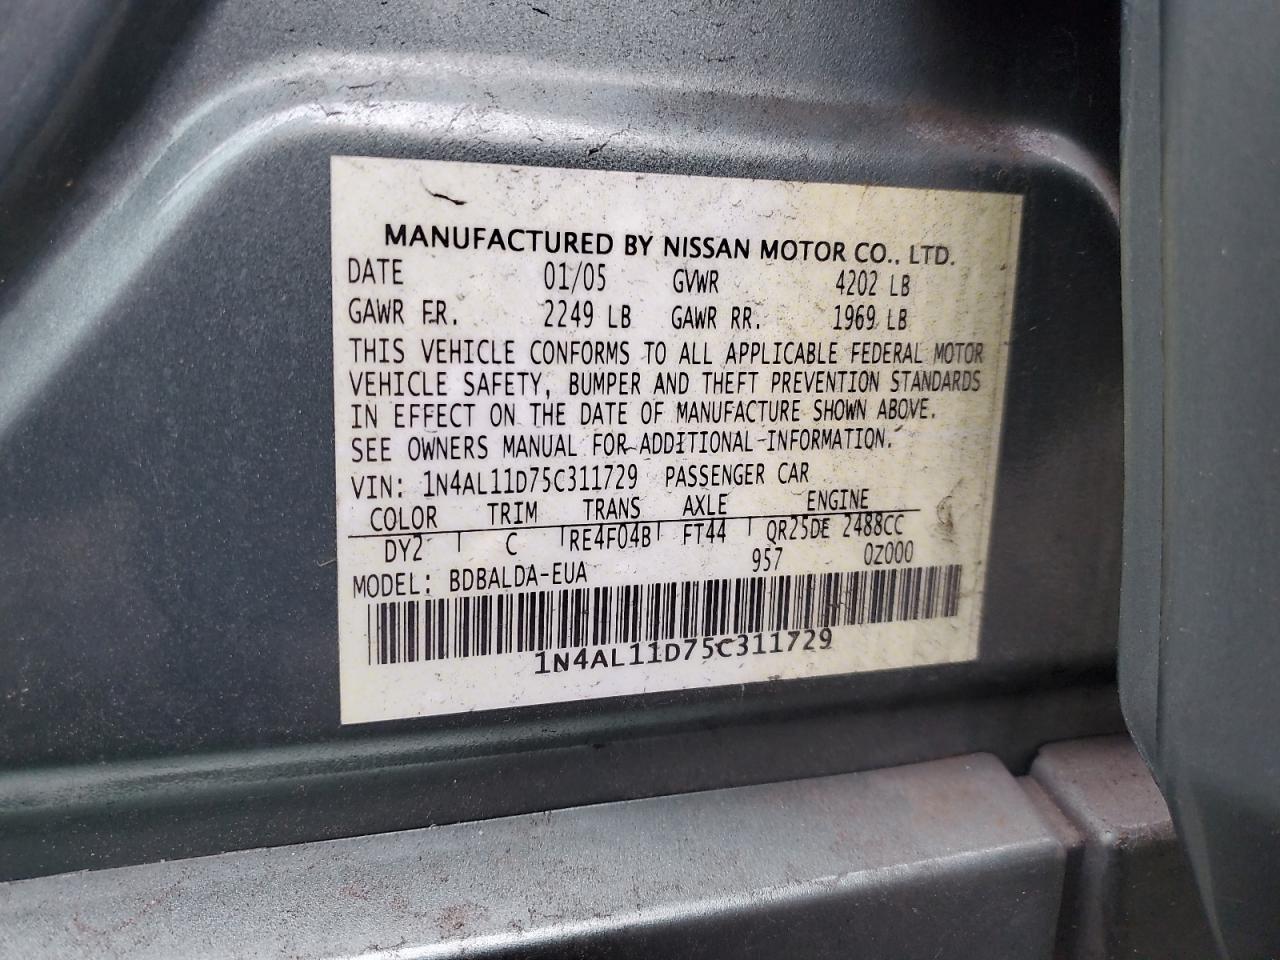 MANUFACTURED BY NISSAN MOTOR CO., LTD.
DATE 01/05 GVWR 4202 LB
GAWR FR. 2249 LB GAWR RR. 1969 LB
THIS VEHICLE CONFORMS TO ALL APPLICABLE FEDERAL MOTOR
VEHICLE SAFETY, BUMPER AND THEFT PREVENTION STANDARDS
IN EFFECT ON THE DATE OF MANUFACTURE SHOWN ABOVE.
SEE OWNERS MANUAL FOR ADDITIONAL INFORMATION.
VIN: 1N4AL11D75C311729 PASSENGER CAR
COLOR TRIM TRANS AXLE ENGINE
DY2 C RE4F04B FT44 QR25DE 2488CC
MODEL: BDBALDA-EUA 957 0Z000
1N4AL11D75C311729